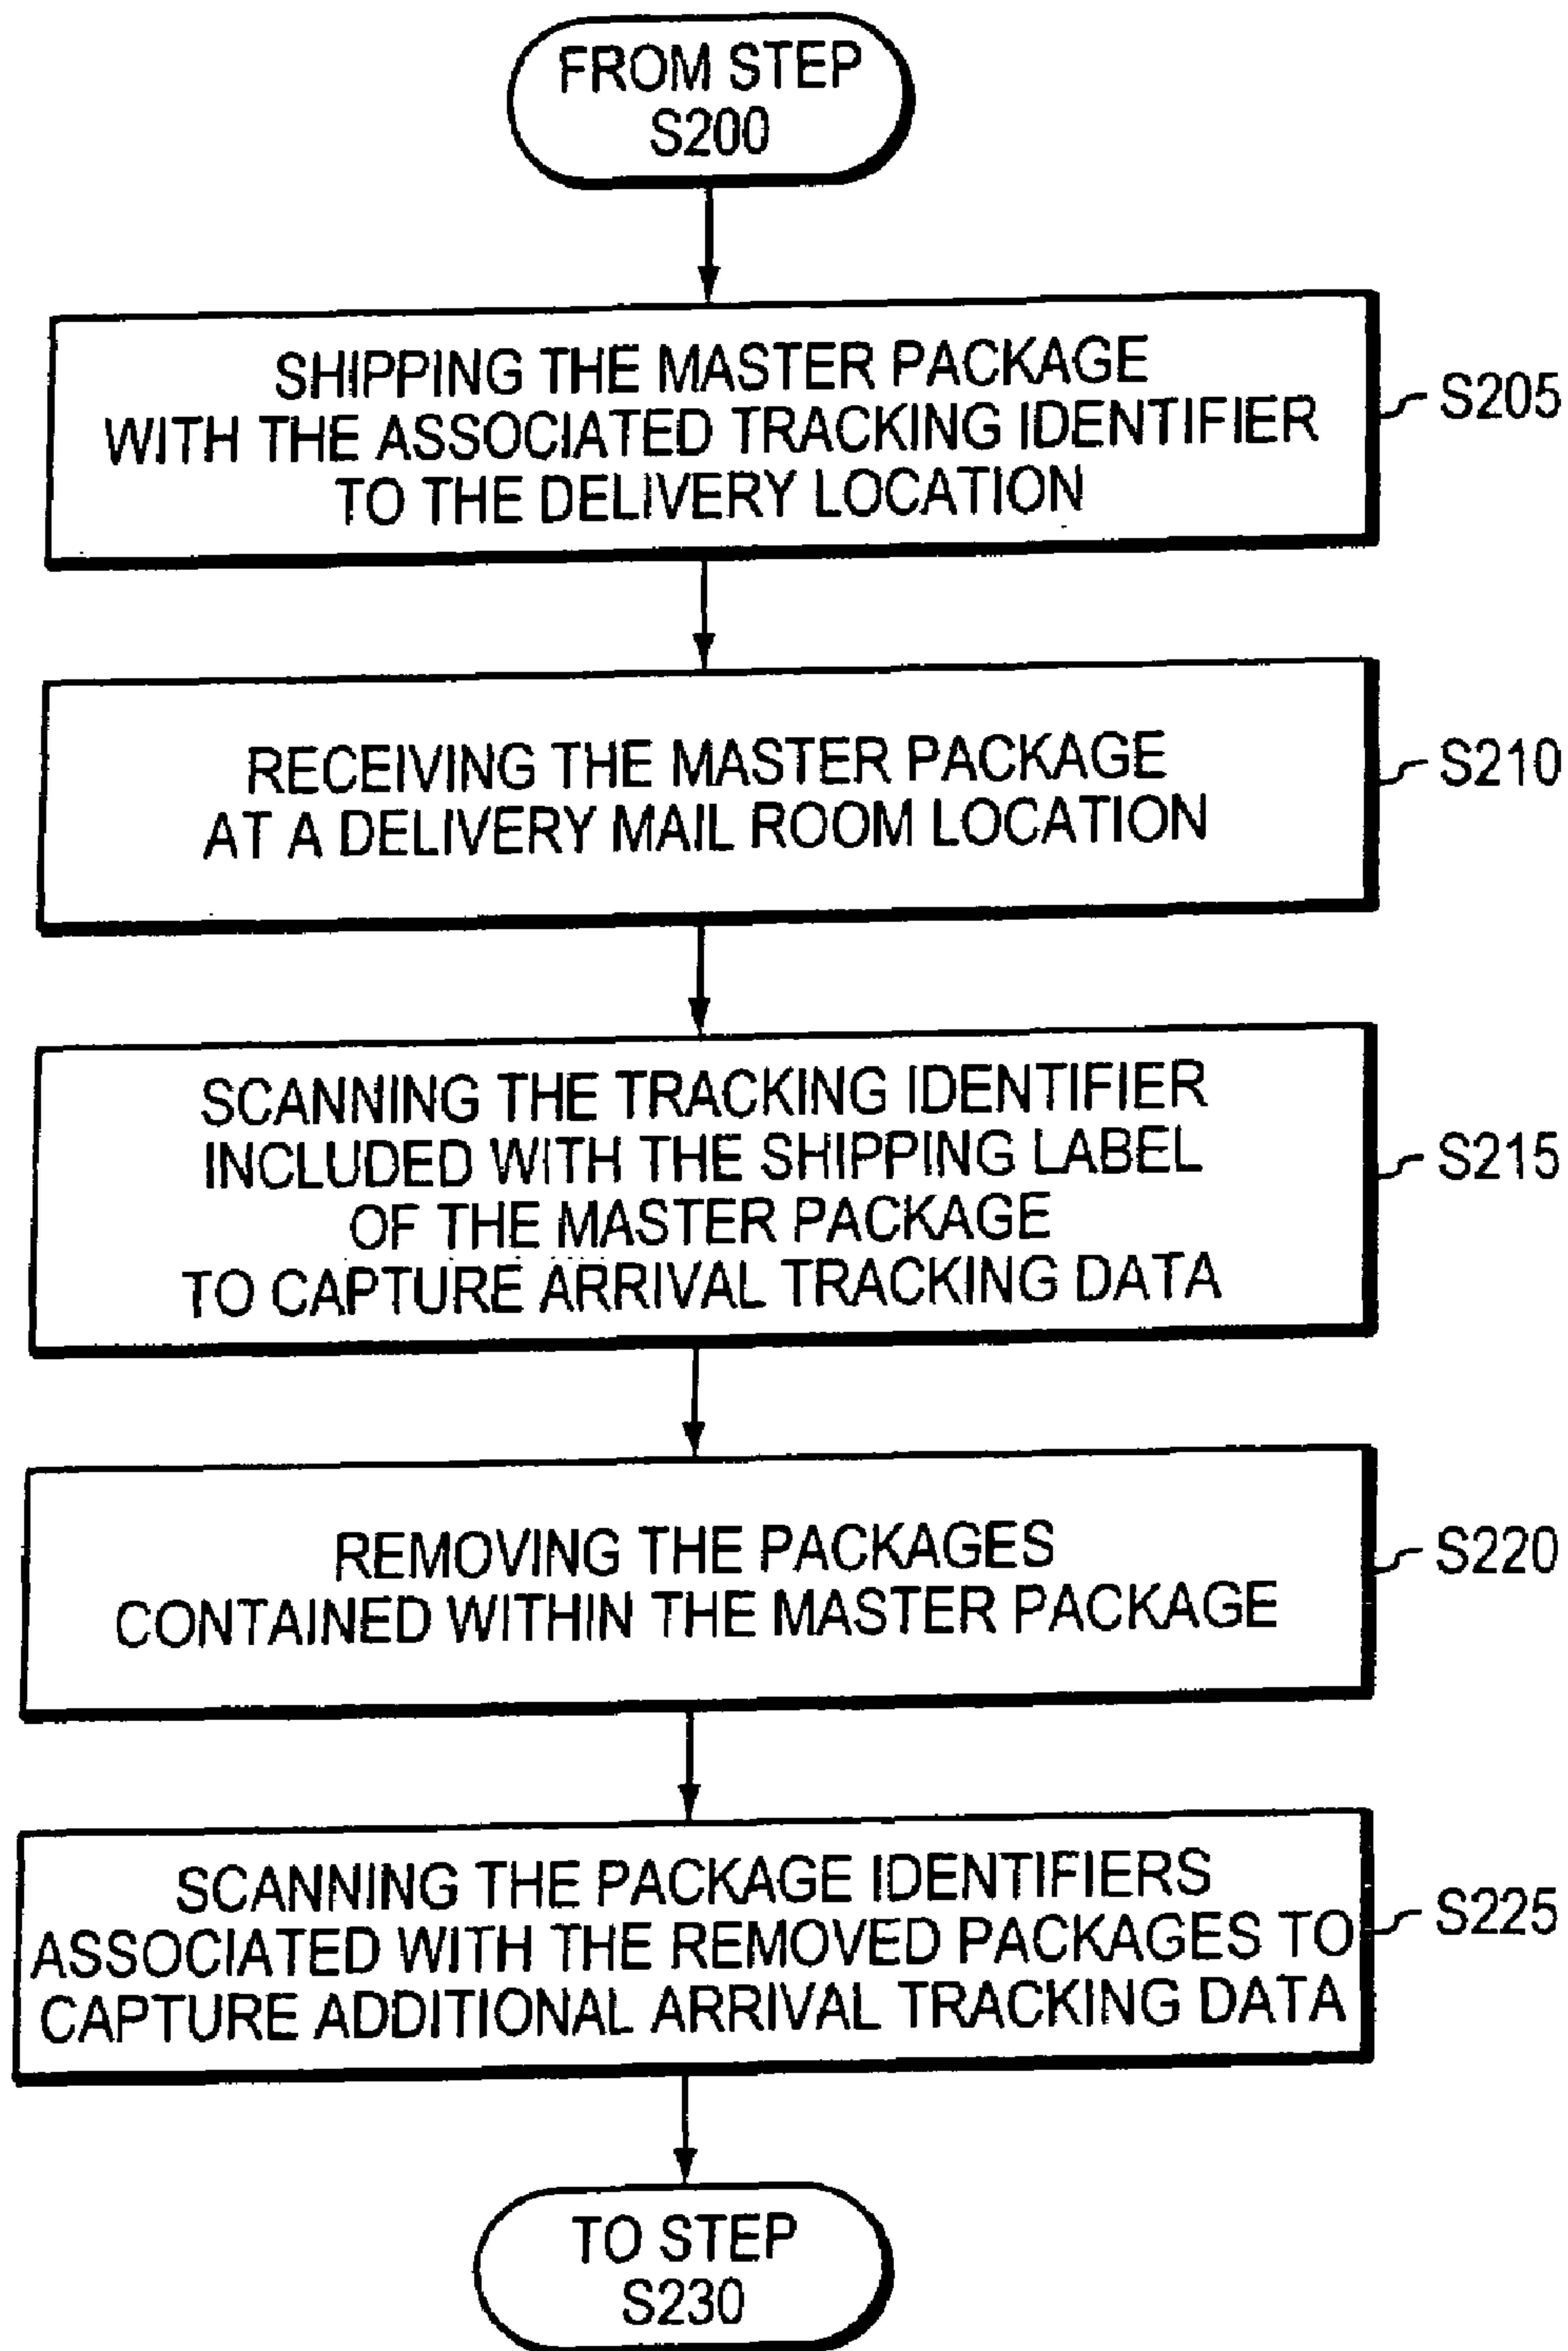 FROM STEP
S200
SHIPPING THE MASTER PACKAGE
WITH THE ASSOCIATED TRACKING IDENTIFIER
TO THE DELIVERY LOCATION
S205
RECEIVING THE MASTER PACKAGE
AT A DELIVERY MAIL ROOM LOCATION
S210
SCANNING THE TRACKING IDENTIFIER
INCLUDED WITH THE SHIPPING LABEL
OF THE MASTER PACKAGE
TO CAPTURE ARRIVAL TRACKING DATA
S215
REMOVING THE PACKAGES
CONTAINED WITHIN THE MASTER PACKAGE
S220
SCANNING THE PACKAGE IDENTIFIERS
ASSOCIATED WITH THE REMOVED PACKAGES TO
CAPTURE ADDITIONAL ARRIVAL TRACKING DATA
S225
TO STEP
S230